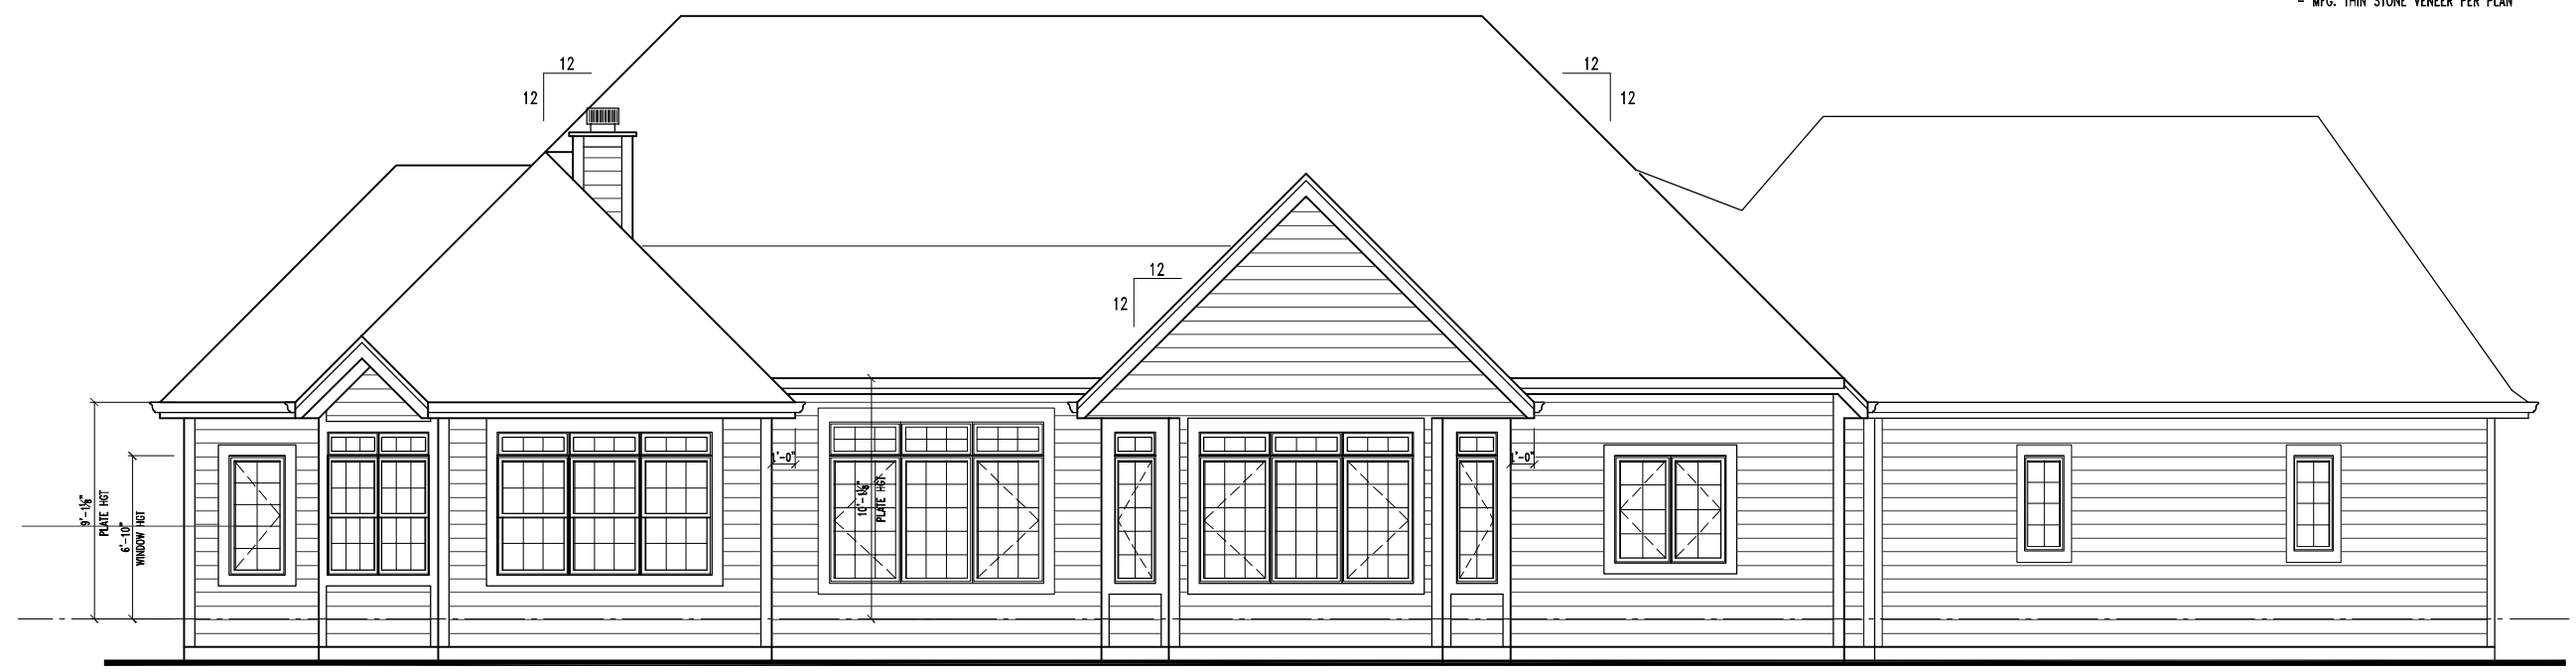 - MFG. THIN STONE VENEER PER PLAN
12
12
12
12
12
12
9'-1⅛"
PLATE HGT
6'-10"
WINDOW HGT
1'-0"
10'-1⅛"
PLATE HGT
1'-0"